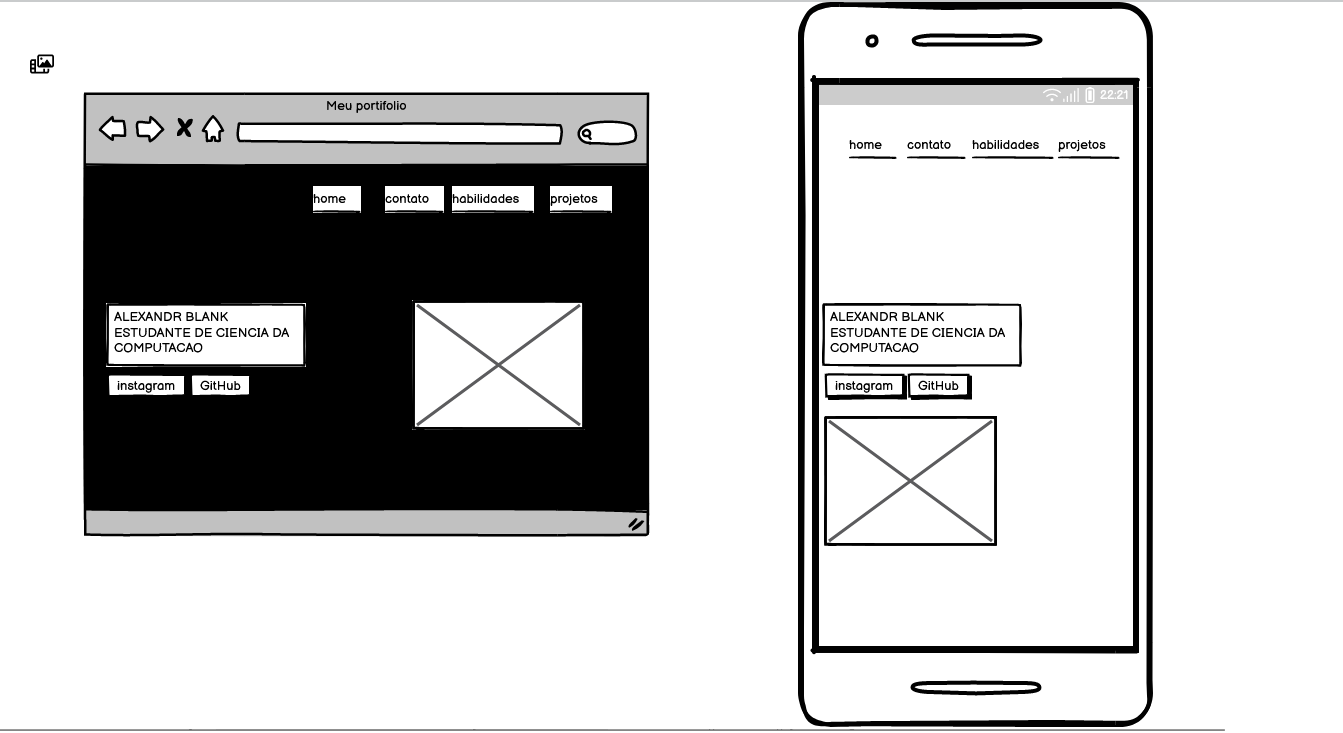 Meu portifolio
home contato habilidades projetos
ALEXANDR BLANK
ESTUDANTE DE CIENCIA DA
COMPUTACAO
instagram GitHub
22:21
home contato habilidades projetos
ALEXANDR BLANK
ESTUDANTE DE CIENCIA DA
COMPUTACAO
instagram GitHub